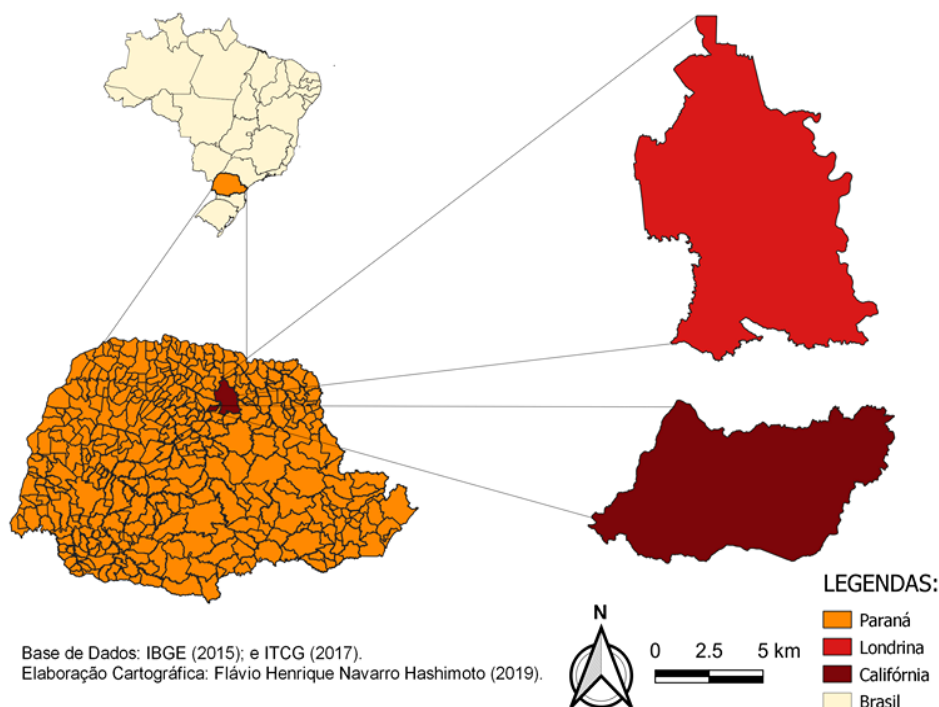 LEGENDAS:
Paraná
Londrina
Califórnia
Brasil
N
0 2.5 5 km
Base de Dados: IBGE (2015); e ITCG (2017).
Elaboração Cartográfica: Flávio Henrique Navarro Hashimoto (2019).